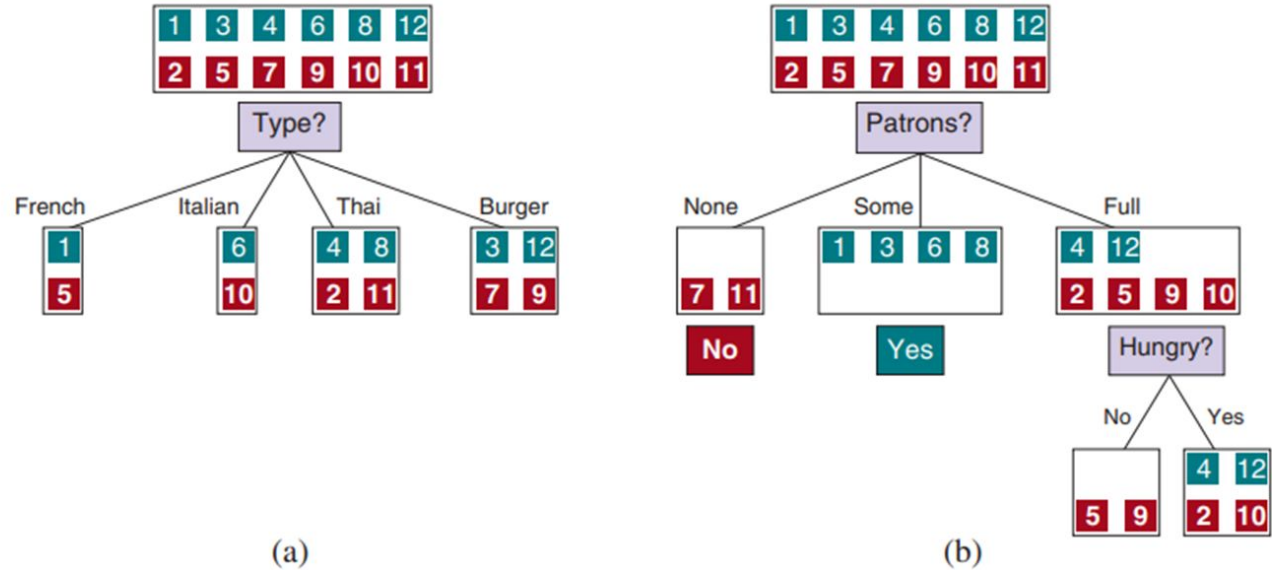 1 3 4 6 8 12
2 5 7 9 10 11
Type?
French Italian Thai Burger
1 6 4 8 3 12
5 10 2 11 7 9
(a)
1 3 4 6 8 12
2 5 7 9 10 11
Patrons?
None Some Full
1 3 6 8 4 12
7 11 2 5 9 10
No Yes Hungry?
No Yes
4 12
5 9 2 10
(b)